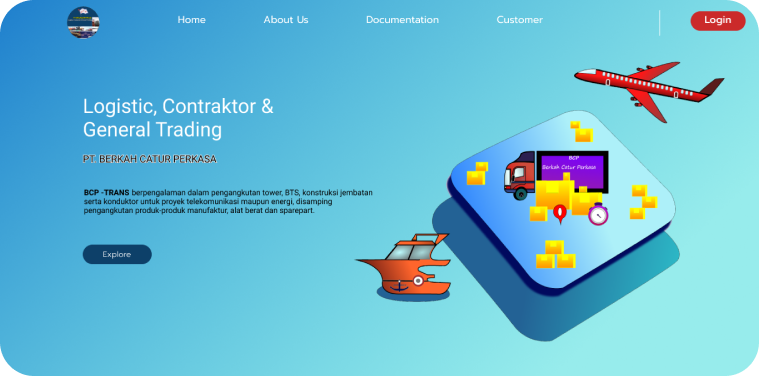 Home About Us Documentation Customer Login
Logistic, Contraktor &
General Trading
PT. BERKAH CATUR PERKASA
BCP -TRANS berpengalaman dalam pengangkutan tower, BTS, konstruksi jembatan
serta konduktor untuk proyek telekomunikasi maupun energi, disamping
pengangkutan produk-produk manufaktur, alat berat dan sparepart.
Explore
BCP
Berkah Catur Perkasa